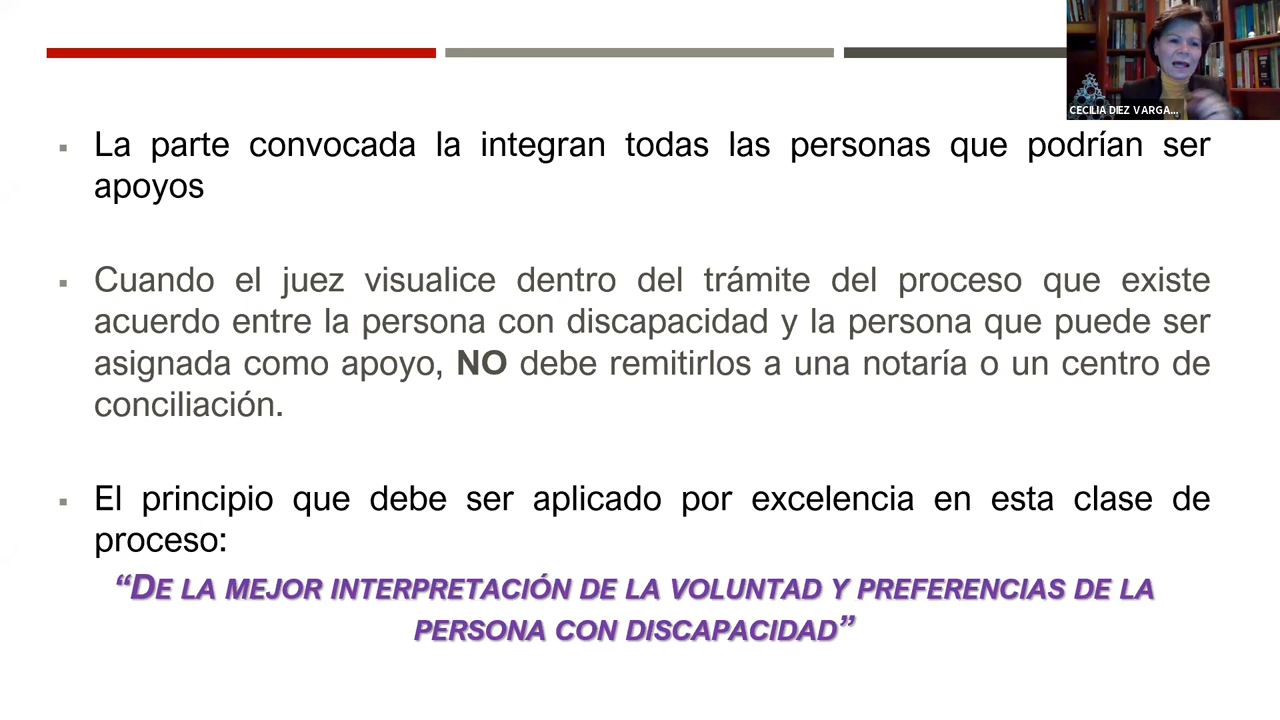 CECILIA DIEZ VARGA...
▪ La parte convocada la integran todas las personas que podrían ser
apoyos
▪ Cuando el juez visualice dentro del trámite del proceso que existe
acuerdo entre la persona con discapacidad y la persona que puede ser
asignada como apoyo, NO debe remitirlos a una notaría o un centro de
conciliación.
▪ El principio que debe ser aplicado por excelencia en esta clase de
proceso:
“DE LA MEJOR INTERPRETACIÓN DE LA VOLUNTAD Y PREFERENCIAS DE LA
PERSONA CON DISCAPACIDAD”